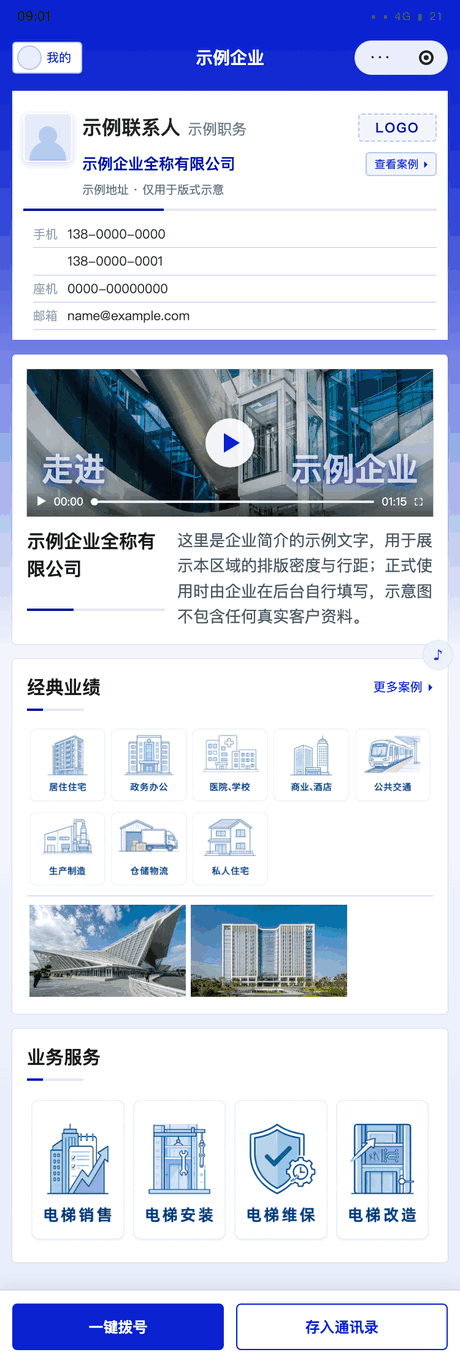 09:01
4G 21
我的
示例企业
示例联系人 示例职务
LOGO
示例企业全称有限公司
查看案例
示例地址 · 仅用于版式示意
手机 138-0000-0000
138-0000-0001
座机 0000-00000000
邮箱 name@example.com
走进 示例企业
00:00 01:15
示例企业全称有限公司
这里是企业简介的示例文字，用于展
示本区域的排版密度与行距；正式使
用时由企业在后台自行填写，示意图
不包含任何真实客户资料。
经典业绩
更多案例
居住住宅 政务办公 医院、学校 商业、酒店 公共交通
生产制造 仓储物流 私人住宅
业务服务
电梯销售 电梯安装 电梯维保 电梯改造
一键拨号 存入通讯录